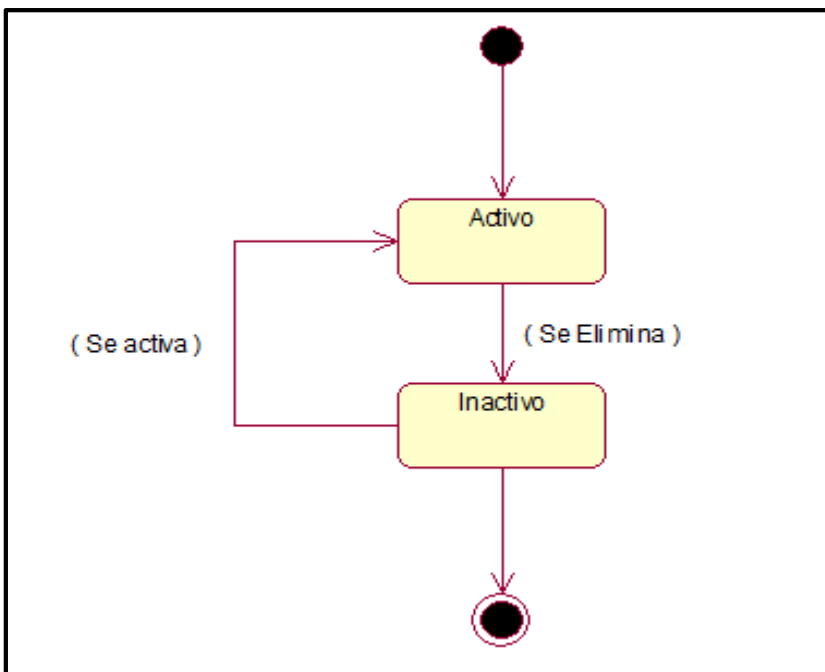 Activo
( Se Elimina )
( Se activa )
Inactivo